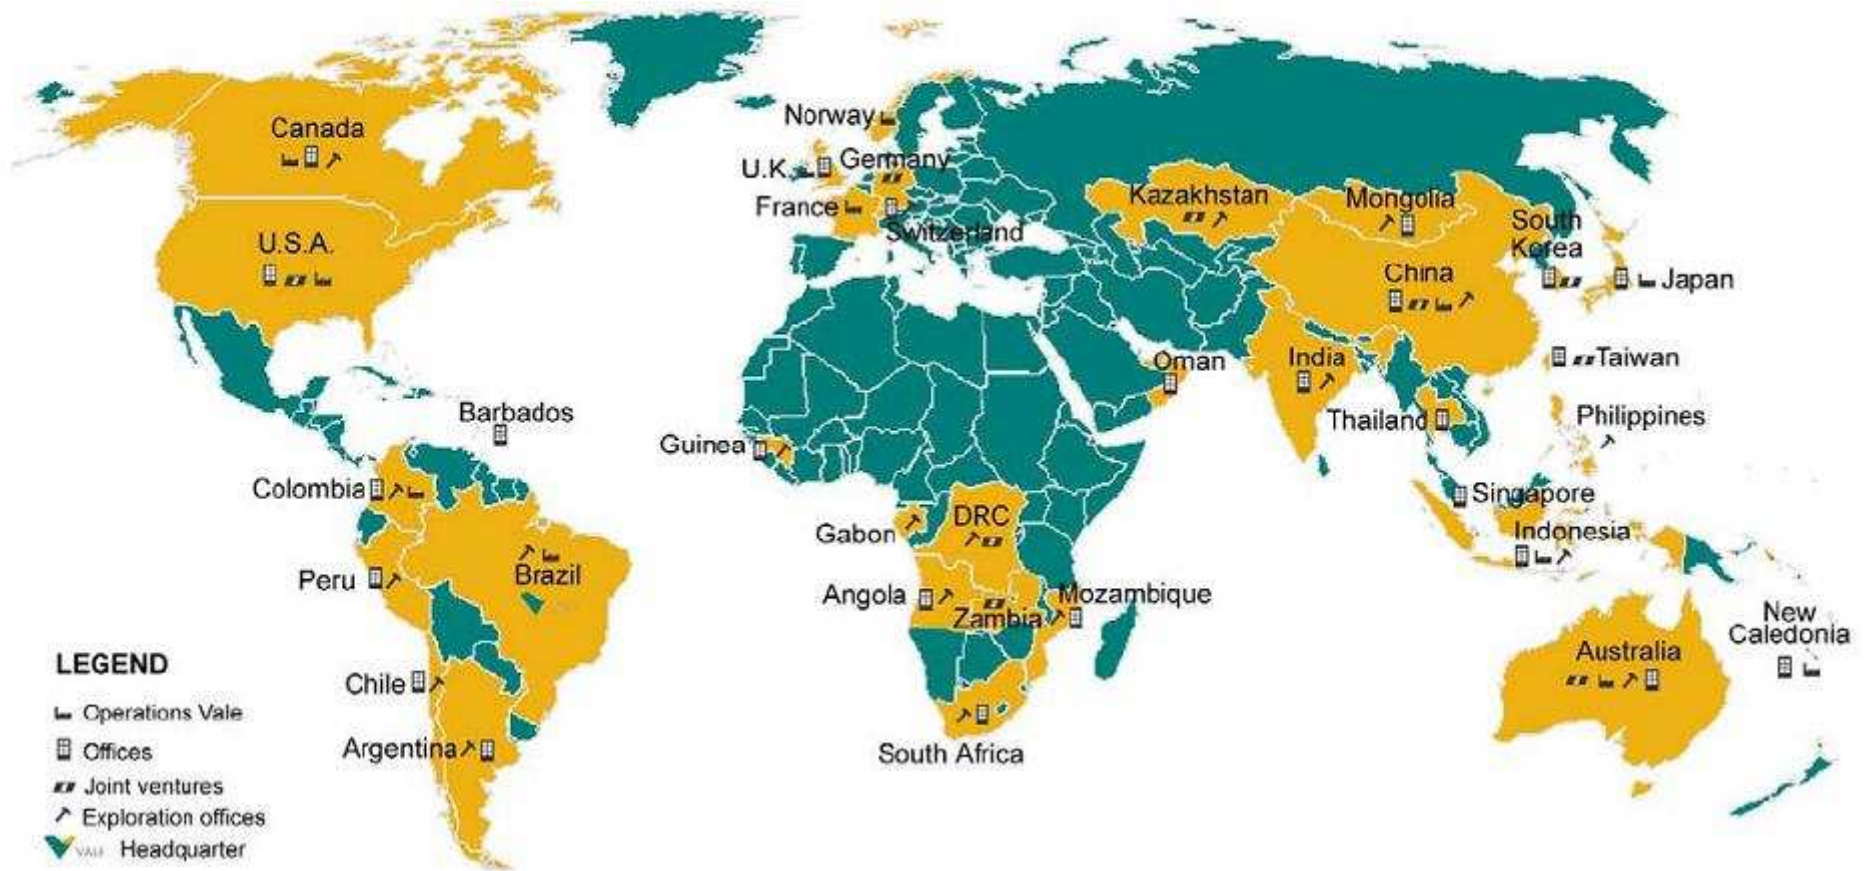 Canada
U.S.A.
Barbados
Colombia
Peru
Brazil
Chile
Argentina
Norway
U.K.
Germany
France
Switzerland
Kazakhstan
Mongolia
South
Korea
China
Japan
Taiwan
Oman
India
Thailand
Philippines
Guinea
Singapore
Indonesia
Gabon
DRC
Angola
Zambia
Mozambique
South Africa
Australia
New
Caledonia
LEGEND
Operations Vale
Offices
Joint ventures
Exploration offices
VALE Headquarter